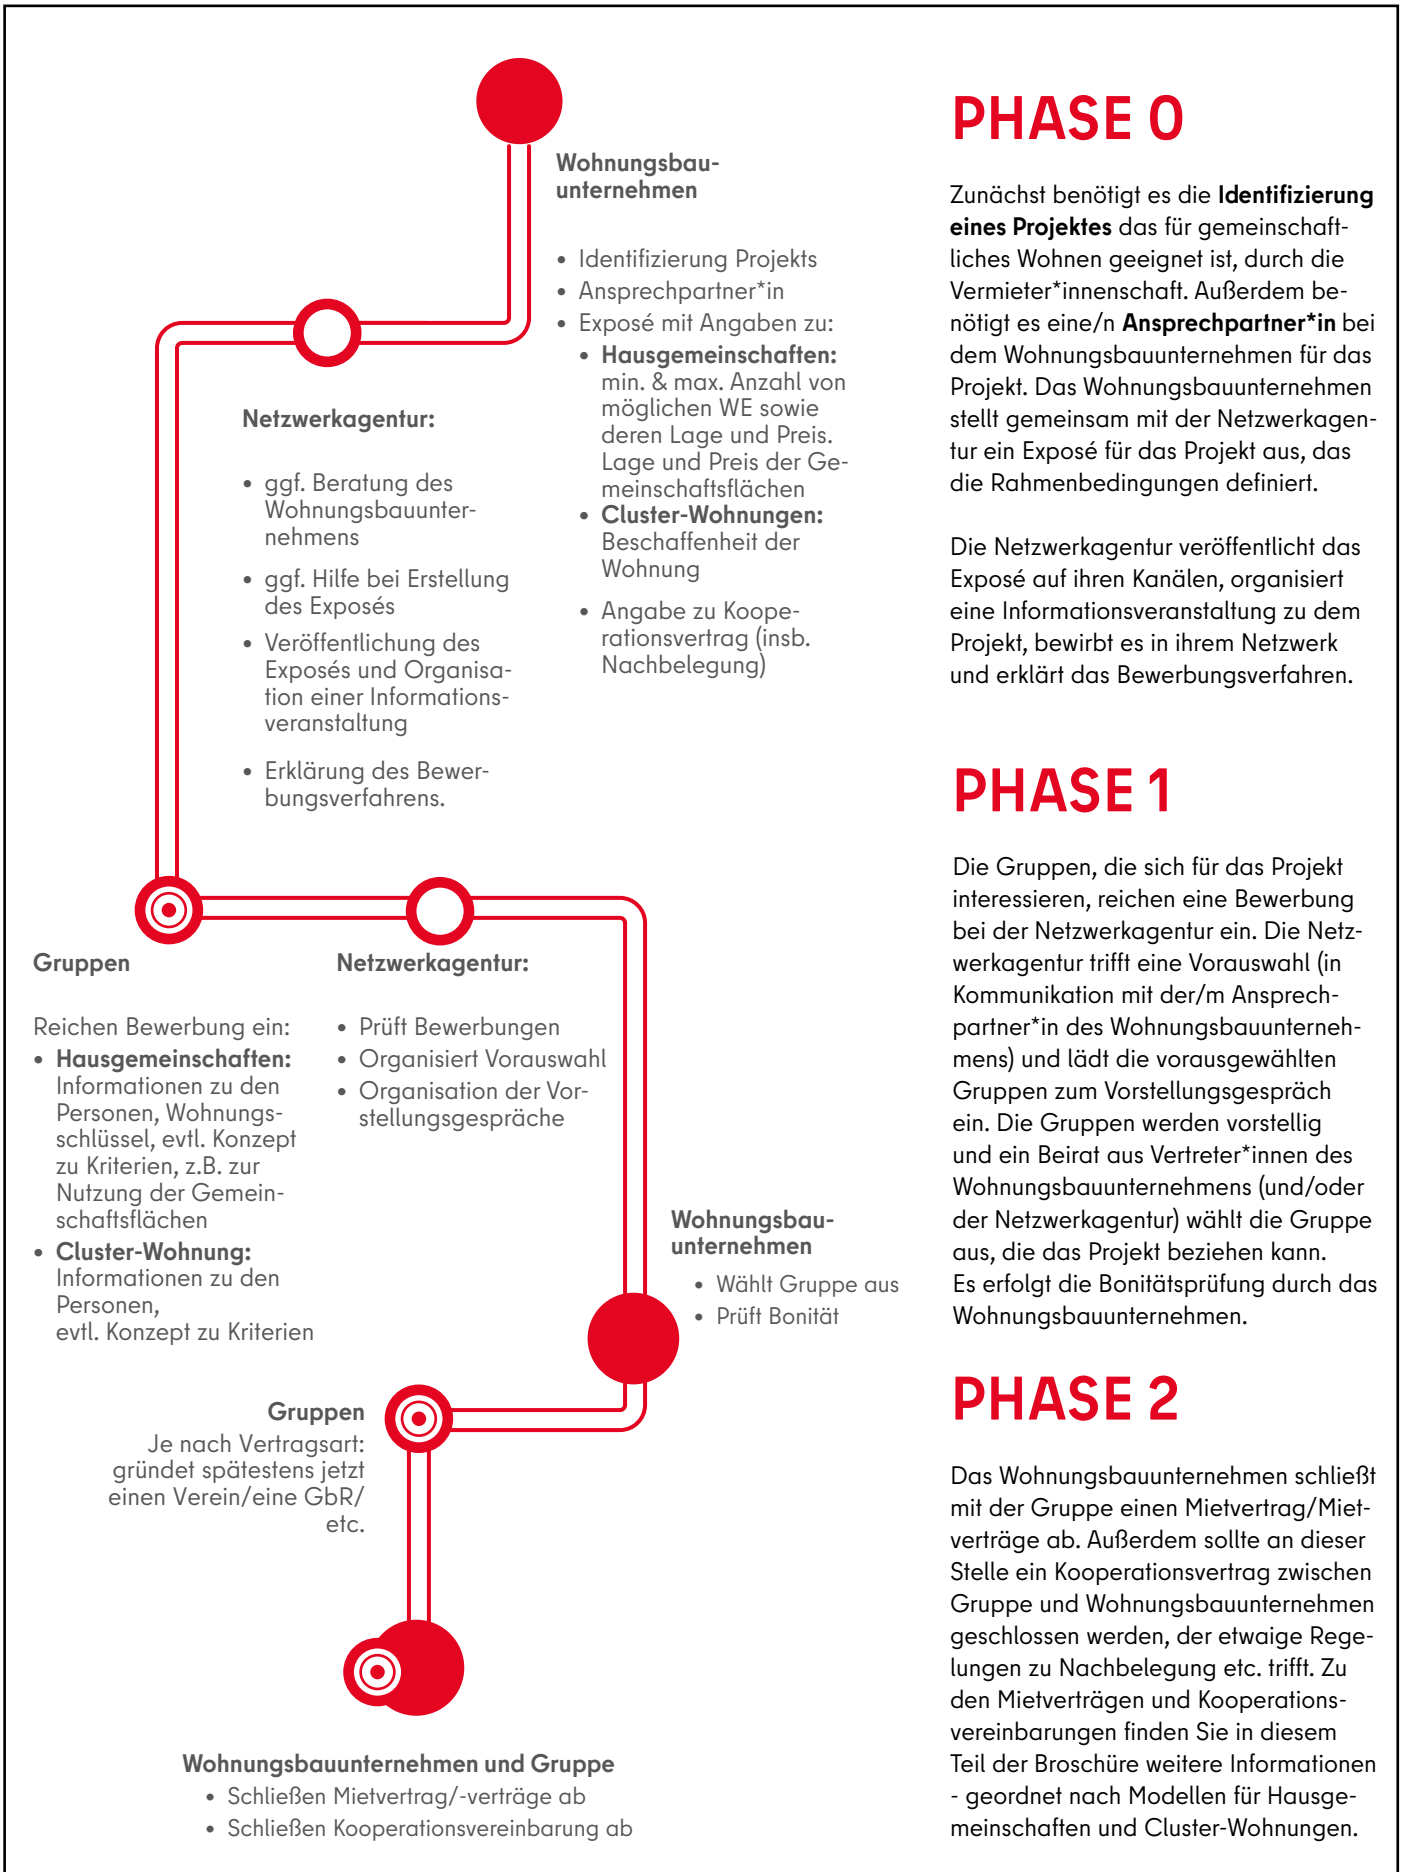 Wohnungsbau-
unternehmen
• Identifizierung Projekts
• Ansprechpartner*in
• Exposé mit Angaben zu:
• Hausgemeinschaften:
min. & max. Anzahl von
möglichen WE sowie
deren Lage und Preis.
Lage und Preis der Ge-
meinschaftsflächen
• Cluster-Wohnungen:
Beschaffenheit der
Wohnung
• Angabe zu Koope-
rationsvertrag (insb.
Nachbelegung)
Netzwerkagentur:
• ggf. Beratung des
Wohnungsbauunter-
nehmens
• ggf. Hilfe bei Erstellung
des Exposés
• Veröffentlichung des
Exposés und Organisa-
tion einer Informations-
veranstaltung
• Erklärung des Bewer-
bungsverfahrens.
PHASE 0
Zunächst benötigt es die Identifizierung
eines Projektes das für gemeinschaft-
liches Wohnen geeignet ist, durch die
Vermieter*innenschaft. Außerdem be-
nötigt es eine/n Ansprechpartner*in bei
dem Wohnungsbauunternehmen für das
Projekt. Das Wohnungsbauunternehmen
stellt gemeinsam mit der Netzwerkagen-
tur ein Exposé für das Projekt aus, das
die Rahmenbedingungen definiert.
Die Netzwerkagentur veröffentlicht das
Exposé auf ihren Kanälen, organisiert
eine Informationsveranstaltung zu dem
Projekt, bewirbt es in ihrem Netzwerk
und erklärt das Bewerbungsverfahren.
Gruppen
Reichen Bewerbung ein:
• Hausgemeinschaften:
Informationen zu den
Personen, Wohnungs-
schlüssel, evtl. Konzept
zu Kriterien, z.B. zur
Nutzung der Gemein-
schaftsflächen
• Cluster-Wohnung:
Informationen zu den
Personen,
evtl. Konzept zu Kriterien
Netzwerkagentur:
• Prüft Bewerbungen
• Organisiert Vorauswahl
• Organisation der Vor-
stellungsgespräche
Wohnungsbau-
unternehmen
• Wählt Gruppe aus
• Prüft Bonität
PHASE 1
Die Gruppen, die sich für das Projekt
interessieren, reichen eine Bewerbung
bei der Netzwerkagentur ein. Die Netz-
werkagentur trifft eine Vorauswahl (in
Kommunikation mit der/m Ansprech-
partner*in des Wohnungsbauunterneh-
mens) und lädt die vorausgewählten
Gruppen zum Vorstellungsgespräch
ein. Die Gruppen werden vorstellig
und ein Beirat aus Vertreter*innen des
Wohnungsbauunternehmens (und/oder
der Netzwerkagentur) wählt die Gruppe
aus, die das Projekt beziehen kann.
Es erfolgt die Bonitätsprüfung durch das
Wohnungsbauunternehmen.
Gruppen
Je nach Vertragsart:
gründet spätestens jetzt
einen Verein/eine GbR/
etc.
Wohnungsbauunternehmen und Gruppe
• Schließen Mietvertrag/-verträge ab
• Schließen Kooperationsvereinbarung ab
PHASE 2
Das Wohnungsbauunternehmen schließt
mit der Gruppe einen Mietvertrag/Miet-
verträge ab. Außerdem sollte an dieser
Stelle ein Kooperationsvertrag zwischen
Gruppe und Wohnungsbauunternehmen
geschlossen werden, der etwaige Rege-
lungen zu Nachbelegung etc. trifft. Zu
den Mietverträgen und Kooperations-
vereinbarungen finden Sie in diesem
Teil der Broschüre weitere Informationen
- geordnet nach Modellen für Hausge-
meinschaften und Cluster-Wohnungen.